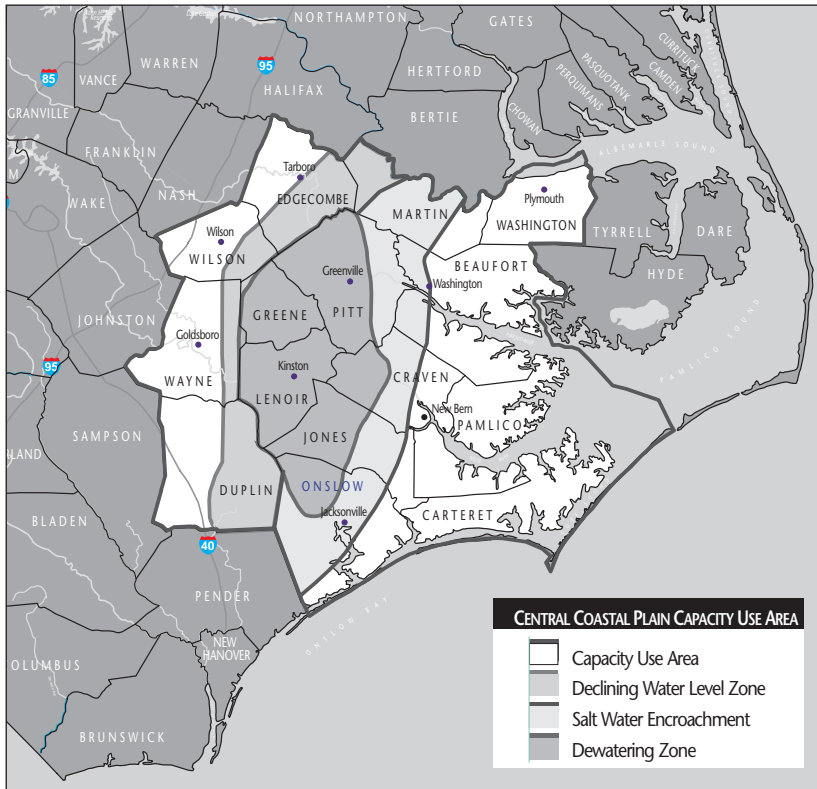 NORTHAMPTON
GATES
CURRITUCK
WARREN
95
HERTFORD
PASQUOTANK
CAMDEN
85
VANCE
HALIFAX
PERQUIMANS
GRANVILLE
BERTIE
CHOWAN
FRANKLIN
ALBEMARLE SOUND
Tarboro
NASH
EDGECOMBE
Plymouth
WAKE
MARTIN
WASHINGTON
TYRRELL
DARE
Wilson
WILSON
BEAUFORT
HYDE
Greenville
Washington
GREENE
PITT
JOHNSTON
Goldsboro
PAMLICO SOUND
95
Kinston
CRAVEN
WAYNE
LENOIR
New Bern
PAMLICO
SAMPSON
JONES
LAND
DUPLIN
ONSLOW
CARTERET
Jacksonville
BLADEN
40
PENDER
ONSLOW BAY
NEW
HANOVER
OLUMBUS
BRUNSWICK
CENTRAL COASTAL PLAIN CAPACITY USE AREA
Capacity Use Area
Declining Water Level Zone
Salt Water Encroachment
Dewatering Zone